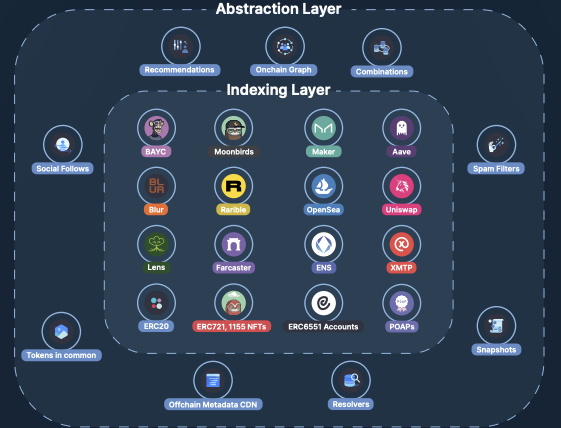 Abstraction Layer
Recommendations
Onchain Graph
Combinations
Indexing Layer
BAYC
Moonbirds
Maker
Aave
Social Follows
Spam Filters
BLUR
Blur
R
Rarible
OpenSea
Uniswap
Lens
Farcaster
ENS
XMTP
ERC20
ERC721, 1155 NFTs
ERC6551 Accounts
POAPs
Tokens in common
Snapshots
Offchain Metadata CDN
Resolvers